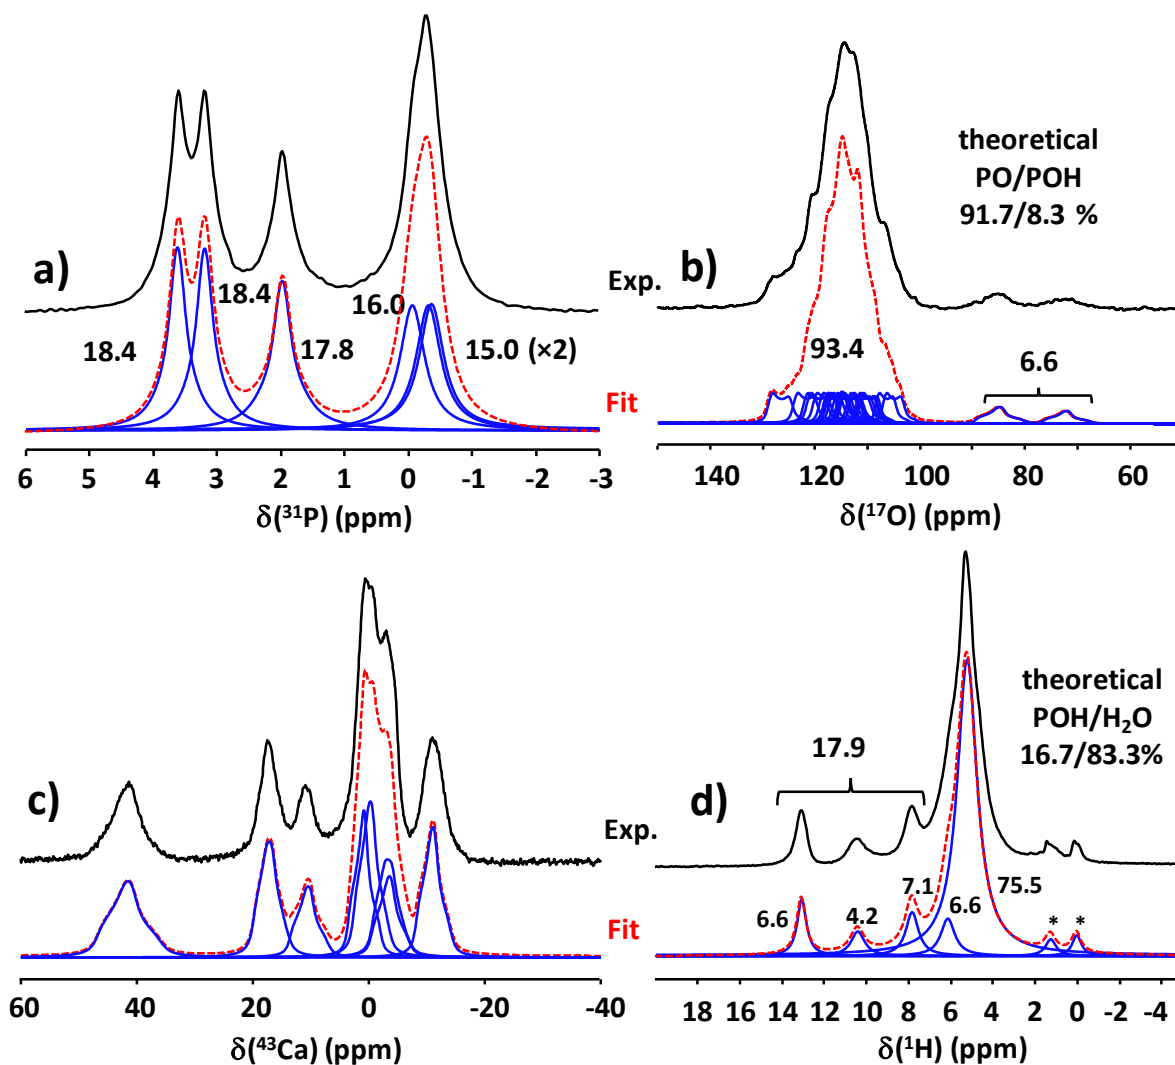 a)
18.4
18.4
17.8
16.0
15.0 (×2)
6 5 4 3 2 1 0 -1 -2 -3
δ(³¹P) (ppm)
theoretical
PO/POH
91.7/8.3 %
Exp.
b)
93.4
6.6
Fit
140 120 100 80 60
δ(¹⁷O) (ppm)
c)
60 40 20 0 -20 -40
δ(⁴³Ca) (ppm)
theoretical
POH/H₂O
16.7/83.3%
17.9
d)
Exp.
7.1
75.5
6.6
4.2
6.6
* *
Fit
18 16 14 12 10 8 6 4 2 0 -2 -4
δ(¹H) (ppm)